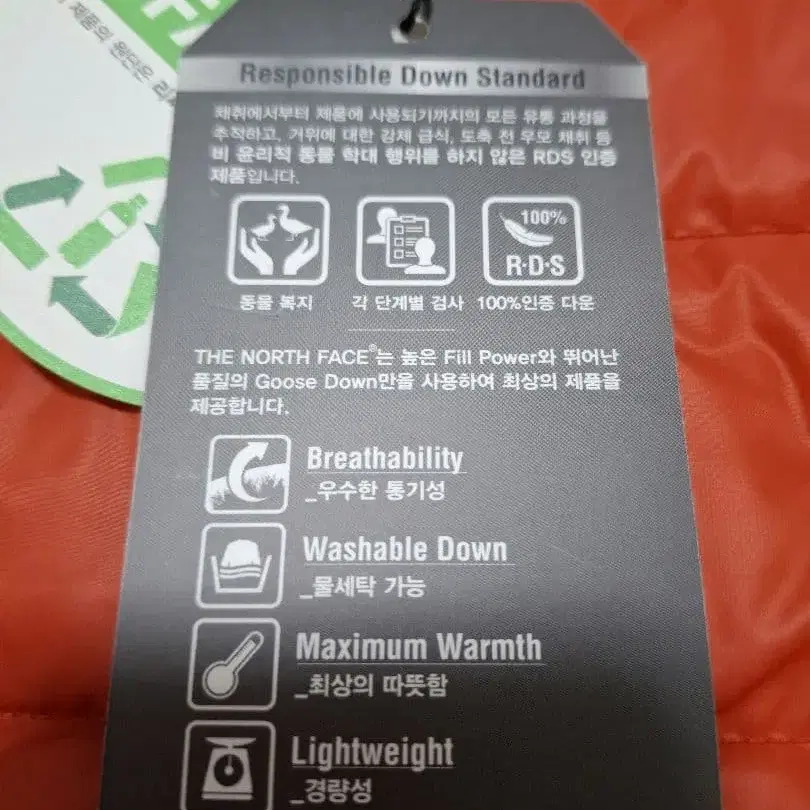 제품의 원단은 리
Responsible Down Standard
채취에서부터 제품에 사용되기까지의 모든 유통 과정을
추적하고, 거위에 대한 강제 급식, 도축 전 우모 채취 등
비 윤리적 동물 학대 행위를 하지 않은 RDS 인증
제품입니다.
100%
R·D·S
동물 복지 각 단계별 검사 100%인증 다운
THE NORTH FACE®는 높은 Fill Power와 뛰어난
품질의 Goose Down만을 사용하여 최상의 제품을
제공합니다.
Breathability
_우수한 통기성
Washable Down
_물세탁 가능
Maximum Warmth
_최상의 따뜻함
Lightweight
_경량성